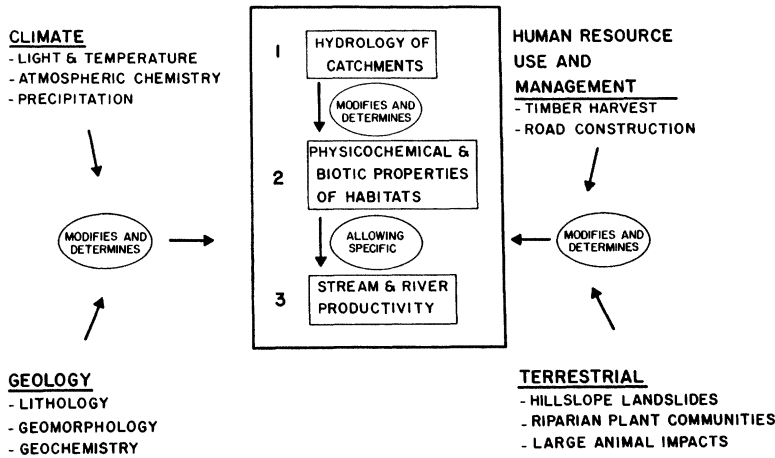 CLIMATE
- LIGHT & TEMPERATURE
- ATMOSPHERIC CHEMISTRY
- PRECIPITATION
MODIFIES AND
DETERMINES
GEOLOGY
- LITHOLOGY
- GEOMORPHOLOGY
- GEOCHEMISTRY
1
HYDROLOGY OF
CATCHMENTS
MODIFIES AND
DETERMINES
2
PHYSICOCHEMICAL &
BIOTIC PROPERTIES
OF HABITATS
ALLOWING
SPECIFIC
3
STREAM & RIVER
PRODUCTIVITY
HUMAN RESOURCE
USE AND
MANAGEMENT
- TIMBER HARVEST
- ROAD CONSTRUCTION
MODIFIES AND
DETERMINES
TERRESTRIAL
- HILLSLOPE LANDSLIDES
- RIPARIAN PLANT COMMUNITIES
- LARGE ANIMAL IMPACTS